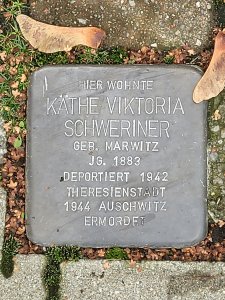 HIER WOHNTE
KÄTHE VIKTORIA
SCHWERINER
GEB. MARWITZ
JG. 1883
DEPORTIERT 1942
THERESIENSTADT
1944 AUSCHWITZ
ERMORDET